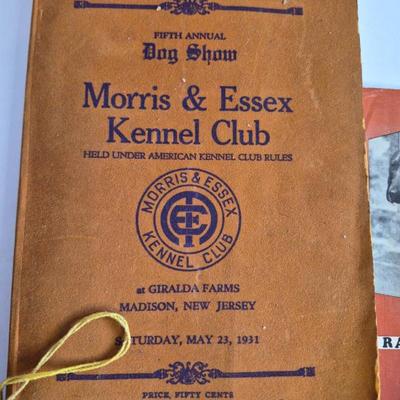 FIFTH ANNUAL
Dog Show
Morris & Essex
Kennel Club
HELD UNDER AMERICAN KENNEL CLUB RULES
MORRIS & ESSEX
KENNEL CLUB
at GIRALDA FARMS
MADISON, NEW JERSEY
SATURDAY, MAY 23, 1931
PRICE, FIFTY CENTS
RA